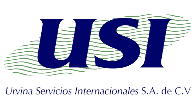 USI
Urvina Servicios Internacionales S.A. de C.V